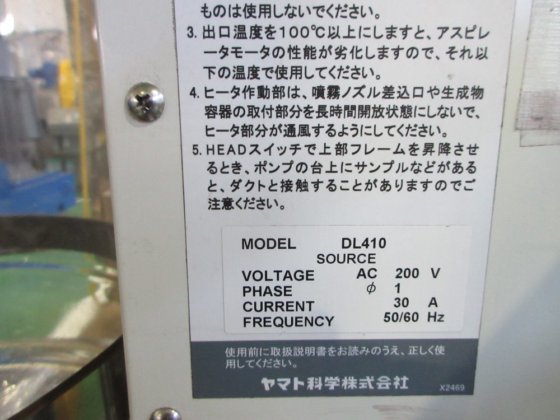 ものは使用しないでください。
3. 出口温度を100℃以上にしますと、アスピレ
ータモータの性能が劣化しますので、それ以
下の温度で使用してください。
4. ヒータ作動部は、噴霧ノズル差込口や生成物
容器の取付部分を長時間開放状態にしないで、
ヒータ部分が通風するようにしてください。
5. HEADスイッチで上部フレームを昇降させ
るとき、ポンプの台上にサンプルなどがある
と、ダクトと接触することがありますのでご
注意ください。
MODEL DL410
SOURCE
VOLTAGE AC 200 V
PHASE φ 1
CURRENT 30 A
FREQUENCY 50/60 Hz
使用前に取扱説明書をお読みのうえ、正しく使
用してください。
ヤマト科学株式会社 X2469